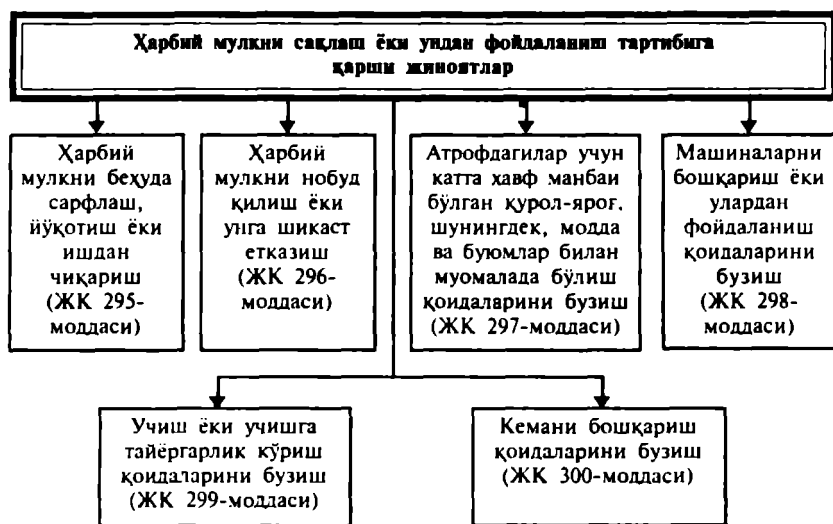 Ҳарбий мулкни сақлаш ёки ундан фойдаланиш тартибига
қарши жиноятлар
Ҳарбий
мулкни беҳуда
сарфлаш,
йўқотиш ёки
ишдан
чиқариш
(ЖК 295-
моддаси)
Ҳарбий
мулкни нобуд
қилиш ёки
унга шикаст
етказиш
(ЖК 296-
моддаси)
Атрофдагилар учун
катта хавф манбаи
бўлган қурол-яроғ,
шунингдек, модда
ва буюмлар билан
муомалада бўлиш
қоидаларини бузиш
(ЖК 297-моддаси)
Машиналарни
бошқариш ёки
улардан
фойдаланиш
қоидаларини
бузиш
(ЖК 298-
моддаси)
Учиш ёки учишга
тайёргарлик кўриш
қоидаларини бузиш
(ЖК 299-моддаси)
Кемани бошқариш
қоидаларини бузиш
(ЖК 300-моддаси)